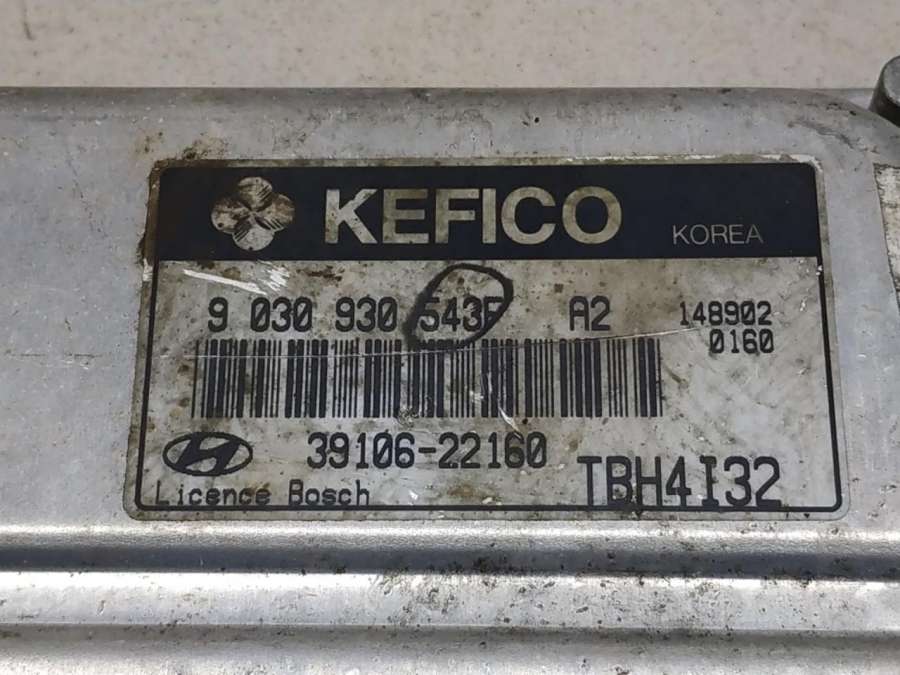 KEFICO KOREA
9 030 930 543F A2 148902
0160
39106-22160
TBH4I32
Licence Bosch